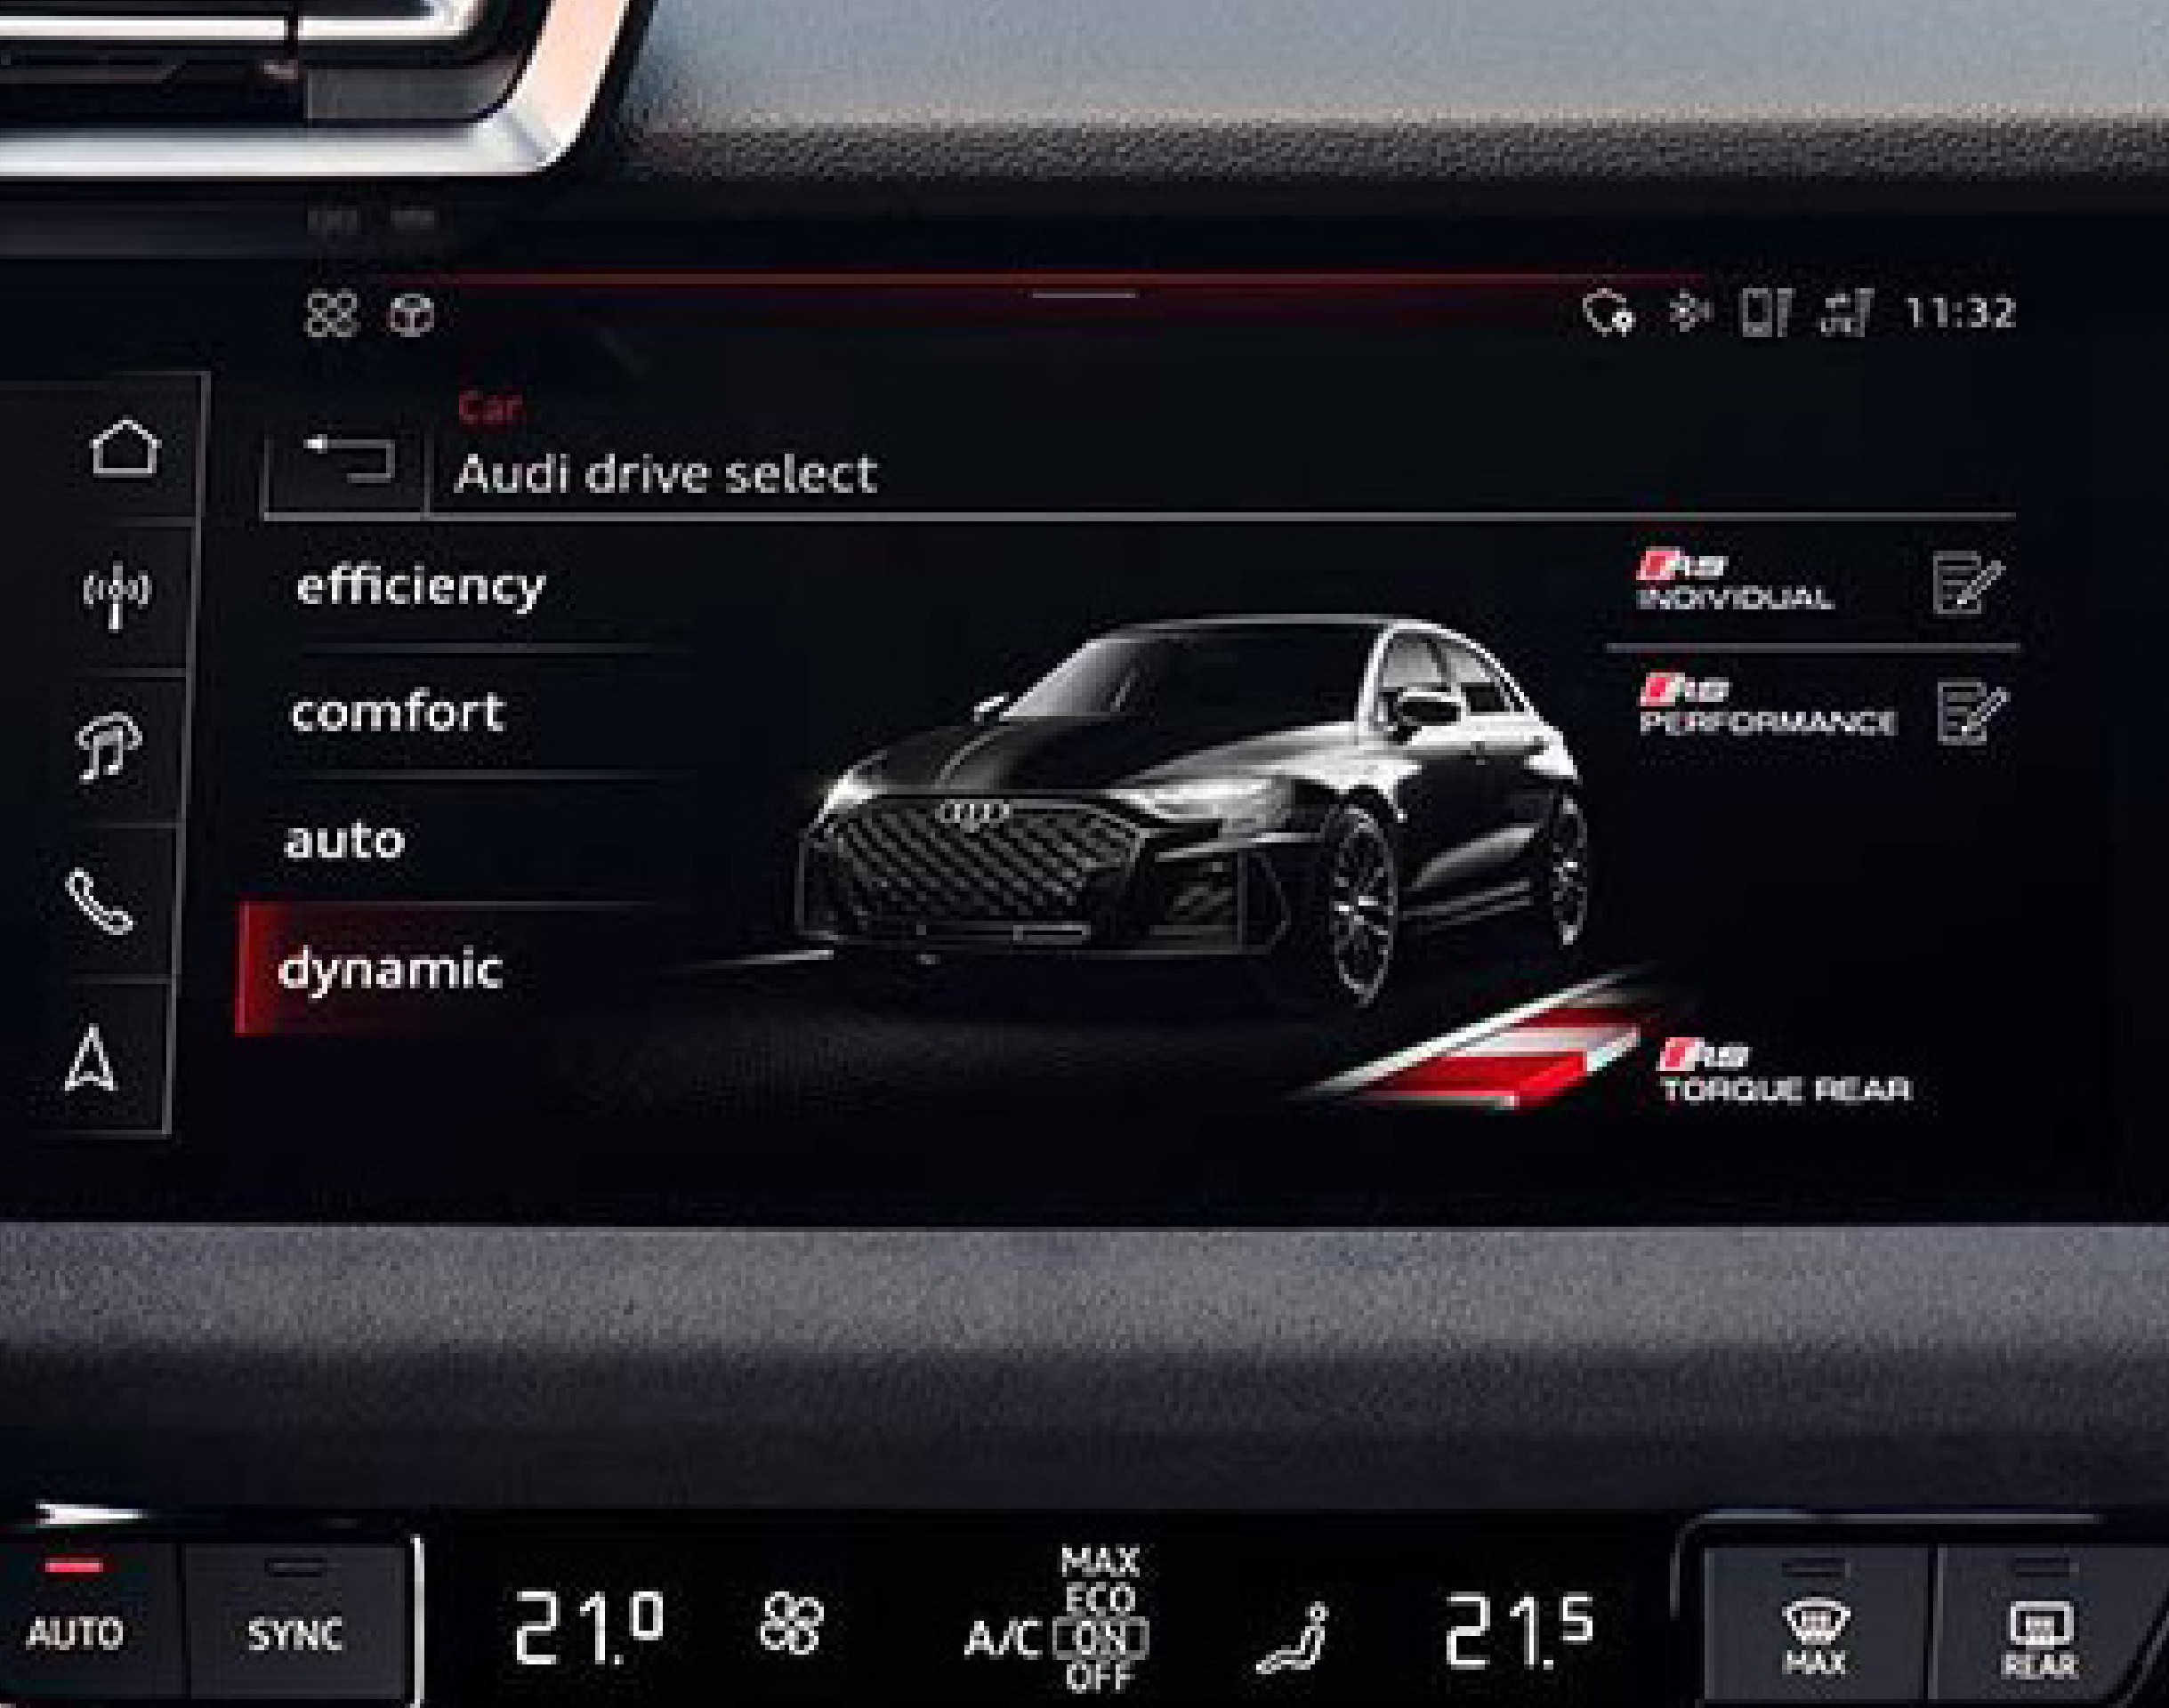 11:32
Car
Audi drive select
efficiency
comfort
auto
dynamic
RS
INDIVIDUAL
RS
PERFORMANCE
RS
TORQUE REAR
AUTO
SYNC
21.0
A/C
MAX
ECO
ON
OFF
21.5
MAX
REAR